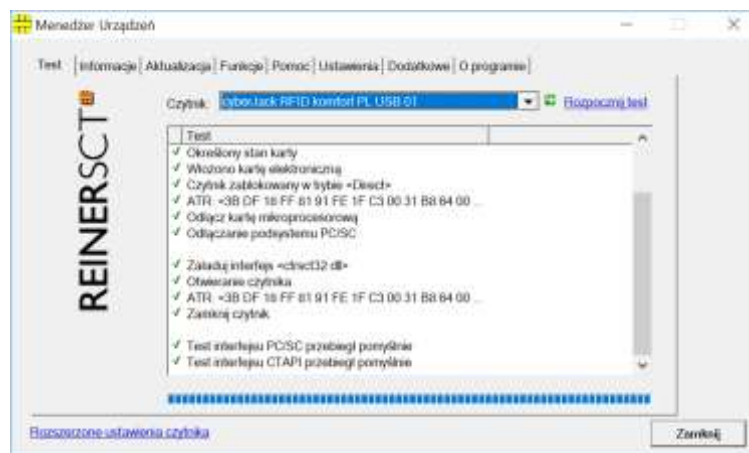 Menedżer Urządzeń
Test Informacje Aktualizacja Funkcje Pomoc Ustawienia Dodatkowe O programie
REINERSCT
Czytnik: cyberJack RFID komfort PL USB 01 Rozpocznij test
Test
Określony stan karty
Włożono kartę elektroniczną
Czytnik zablokowany w trybie <Direct>
ATR: <3B DF 18 FF 81 91 FE 1F C3 00 31 B8 64 00 ...
Odłącz kartę mikroprocesorową
Odłączanie podsystemu PC/SC
Załaduj interfejs <ctrsct32.dll>
Otwieranie czytnika
ATR: <3B DF 18 FF 81 91 FE 1F C3 00 31 B8 64 00 ...
Zamknij czytnik
Test interfejsu PC/SC przebiegł pomyślnie
Test interfejsu CTAPI przebiegł pomyślnie
Rozszerzone ustawienia czytnika
Zamknij